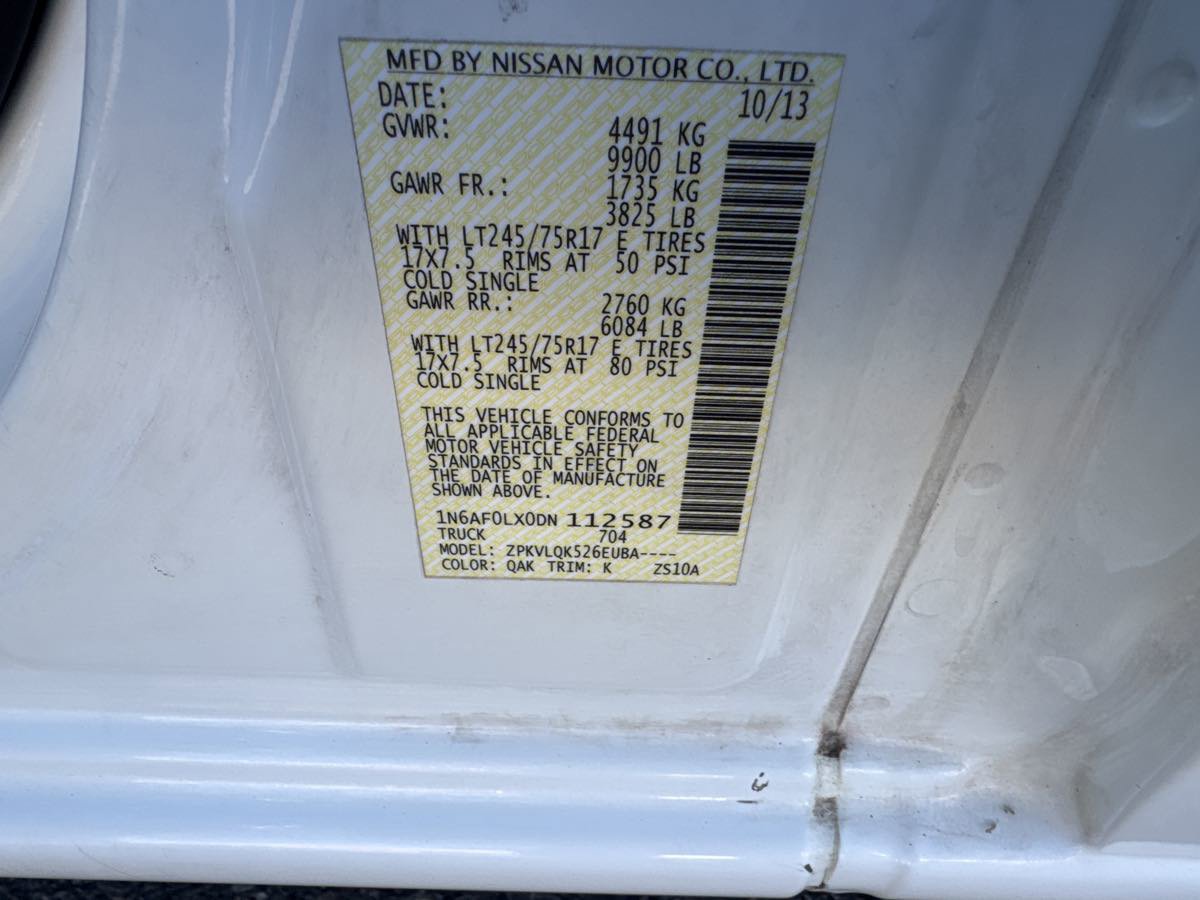 MFD BY NISSAN MOTOR CO., LTD.
DATE: 10/13
GVWR: 4491 KG
9900 LB
GAWR FR.: 1735 KG
3825 LB
WITH LT245/75R17 E TIRES
17X7.5 RIMS AT 50 PSI
COLD SINGLE
GAWR RR.: 2760 KG
6084 LB
WITH LT245/75R17 E TIRES
17X7.5 RIMS AT 80 PSI
COLD SINGLE
THIS VEHICLE CONFORMS TO
ALL APPLICABLE FEDERAL
MOTOR VEHICLE SAFETY
STANDARDS IN EFFECT ON
THE DATE OF MANUFACTURE
SHOWN ABOVE.
1N6AF0LX0DN 112587
TRUCK 704
MODEL: ZPKVLQK526EUBA----
COLOR: QAK TRIM: K ZS10A